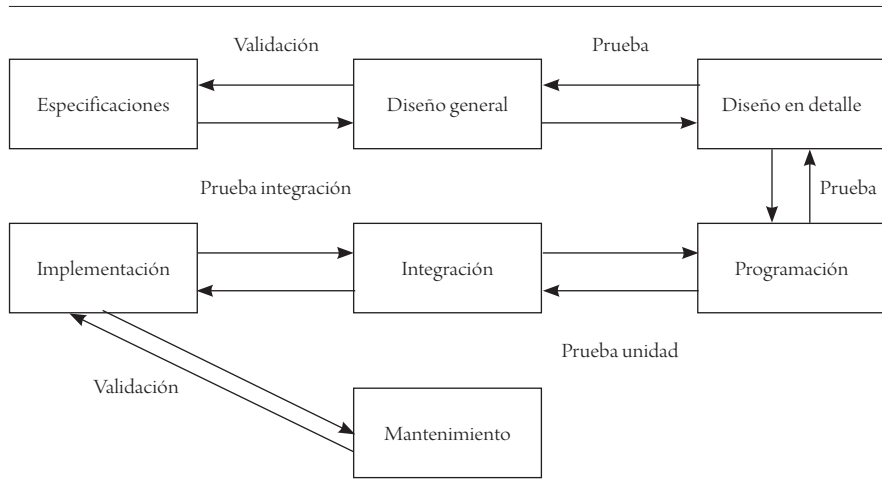 Validación
Prueba
Especificaciones
Diseño general
Diseño en detalle
Prueba integración
Prueba
Implementación
Integración
Programación
Prueba unidad
Validación
Mantenimiento